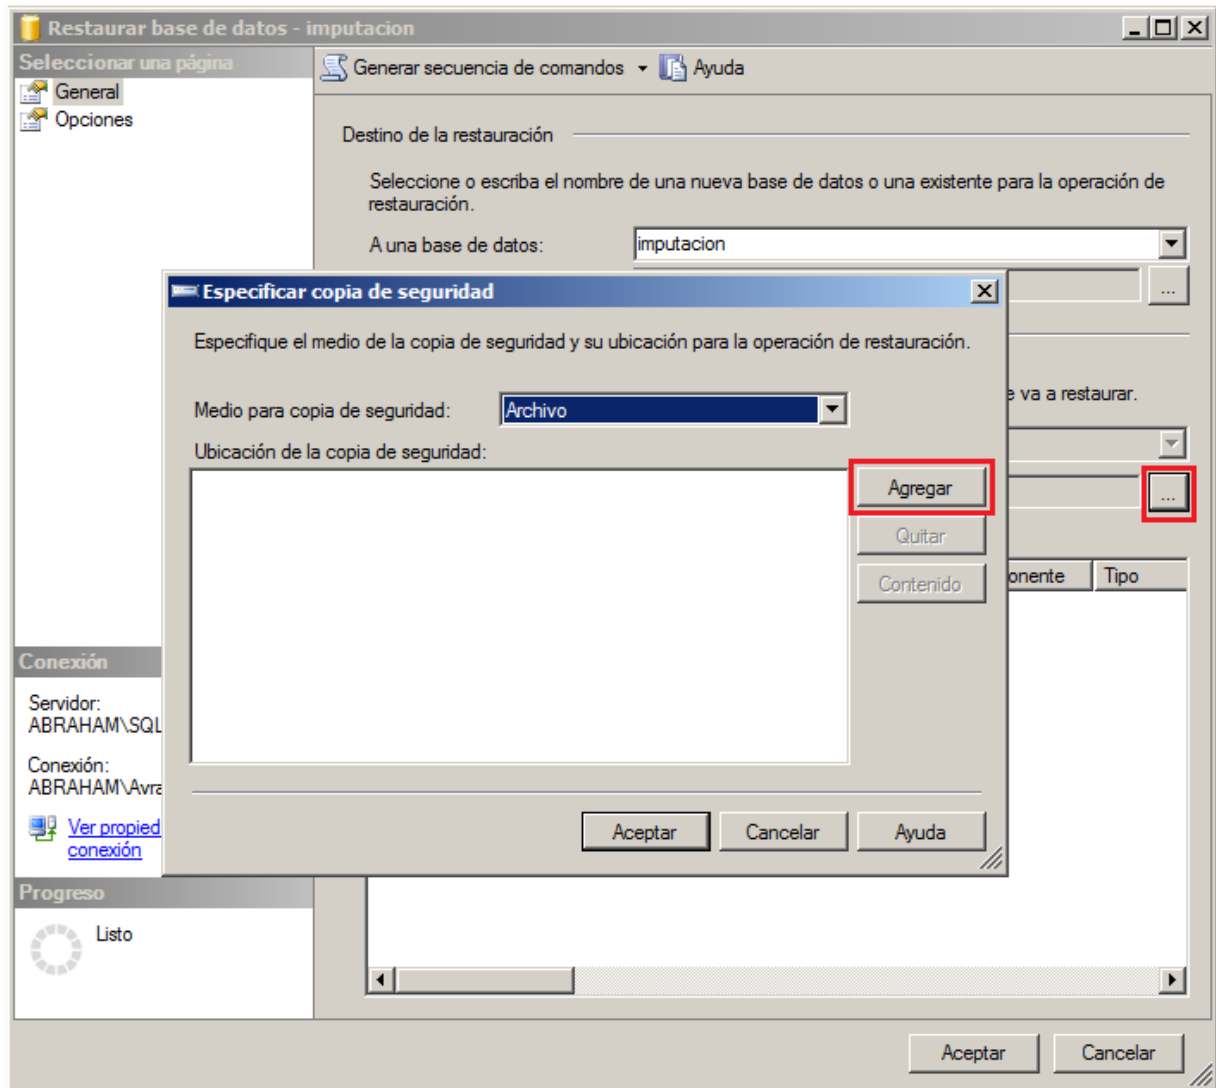 Restaurar base de datos - imputacion
Seleccionar una página
General
Opciones
Generar secuencia de comandos
Ayuda
Destino de la restauración
Seleccione o escriba el nombre de una nueva base de datos o una existente para la operación de
restauración.
A una base de datos:
imputacion
...
e va a restaurar.
...
onente
Tipo
Especificar copia de seguridad
Especifique el medio de la copia de seguridad y su ubicación para la operación de restauración.
Medio para copia de seguridad:
Archivo
Ubicación de la copia de seguridad:
Agregar
Quitar
Contenido
Aceptar
Cancelar
Ayuda
Conexión
Servidor:
ABRAHAM\SQL
Conexión:
ABRAHAM\Avra
Ver propied
conexión
Progreso
Listo
Aceptar
Cancelar